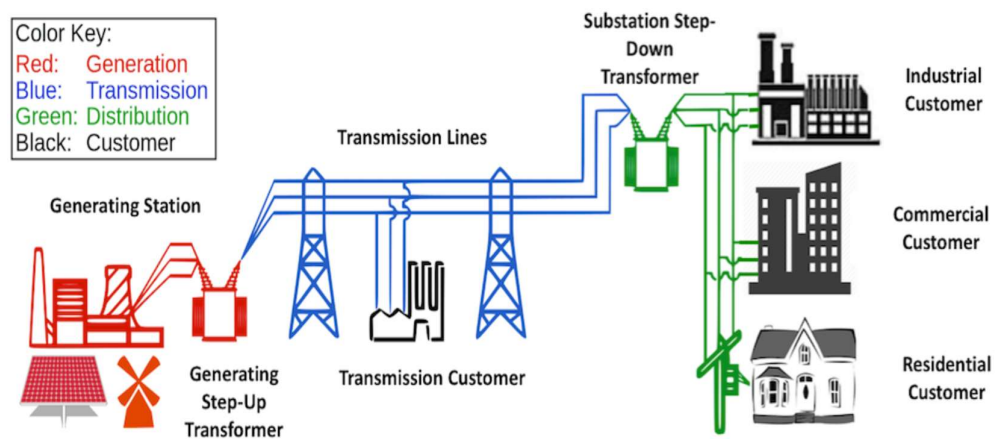 Color Key:
Red: Generation
Blue: Transmission
Green: Distribution
Black: Customer
Generating Station
Generating
Step-Up
Transformer
Transmission Lines
Transmission Customer
Substation Step-
Down
Transformer
Industrial
Customer
Commercial
Customer
Residential
Customer